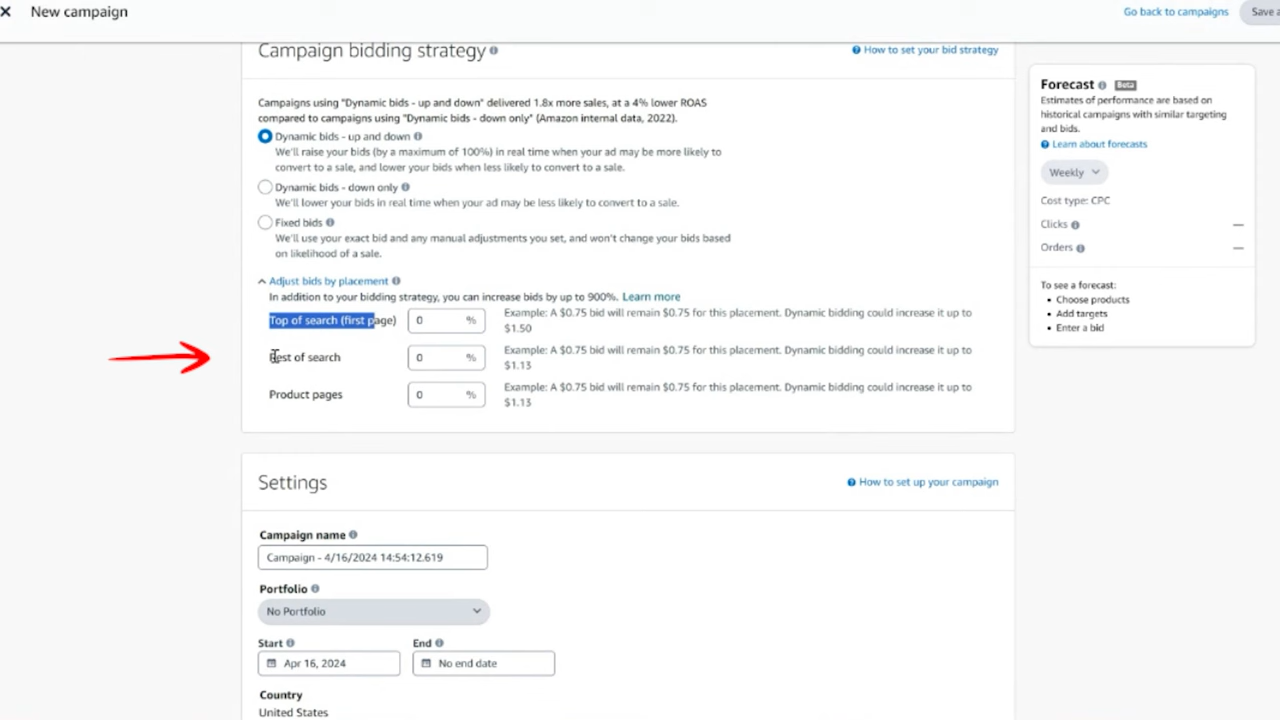 New campaign
Go back to campaigns
Save a
Campaign bidding strategy
How to set your bid strategy
Campaigns using "Dynamic bids - up and down" delivered 1.8x more sales, at a 4% lower ROAS
compared to campaigns using "Dynamic bids - down only" (Amazon internal data, 2022).
Dynamic bids - up and down
We'll raise your bids (by a maximum of 100%) in real time when your ad may be more likely to
convert to a sale, and lower your bids when less likely to convert to a sale.
Dynamic bids - down only
We'll lower your bids in real time when your ad may be less likely to convert to a sale.
Fixed bids
We'll use your exact bid and any manual adjustments you set, and won't change your bids based
on likelihood of a sale.
Adjust bids by placement
In addition to your bidding strategy, you can increase bids by up to 900%. Learn more
Top of search (first page)
0 %
Example: A $0.75 bid will remain $0.75 for this placement. Dynamic bidding could increase it up to
$1.50
Rest of search
0 %
Example: A $0.75 bid will remain $0.75 for this placement. Dynamic bidding could increase it up to
$1.13
Product pages
0 %
Example: A $0.75 bid will remain $0.75 for this placement. Dynamic bidding could increase it up to
$1.13
Forecast
Beta
Estimates of performance are based on
historical campaigns with similar targeting
and bids.
Learn about forecasts
Weekly
Cost type: CPC
Clicks —
Orders —
To see a forecast:
• Choose products
• Add targets
• Enter a bid
Settings
How to set up your campaign
Campaign name
Campaign - 4/16/2024 14:54:12.619
Portfolio
No Portfolio
Start
End
Apr 16, 2024
No end date
Country
United States